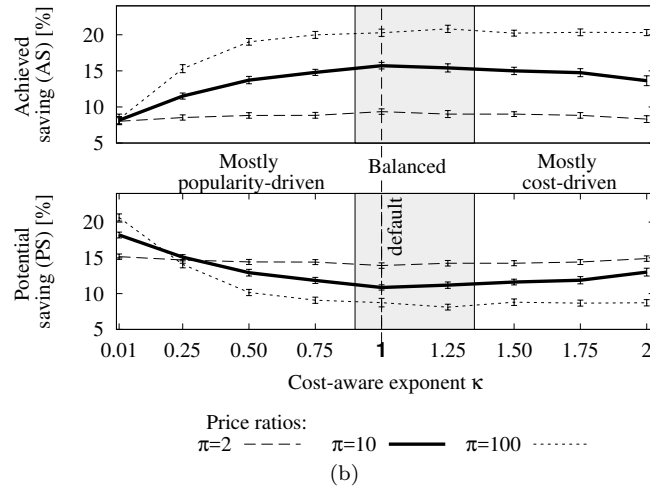 Achieved
saving (AS) [%]
20
15
10
5
Mostly
popularity-driven
Balanced
Mostly
cost-driven
Potential
saving (PS) [%]
20
15
10
5
default
0.01 0.25 0.50 0.75 1 1.25 1.50 1.75 2
Cost-aware exponent κ
Price ratios:
π=2 π=10 π=100
(b)